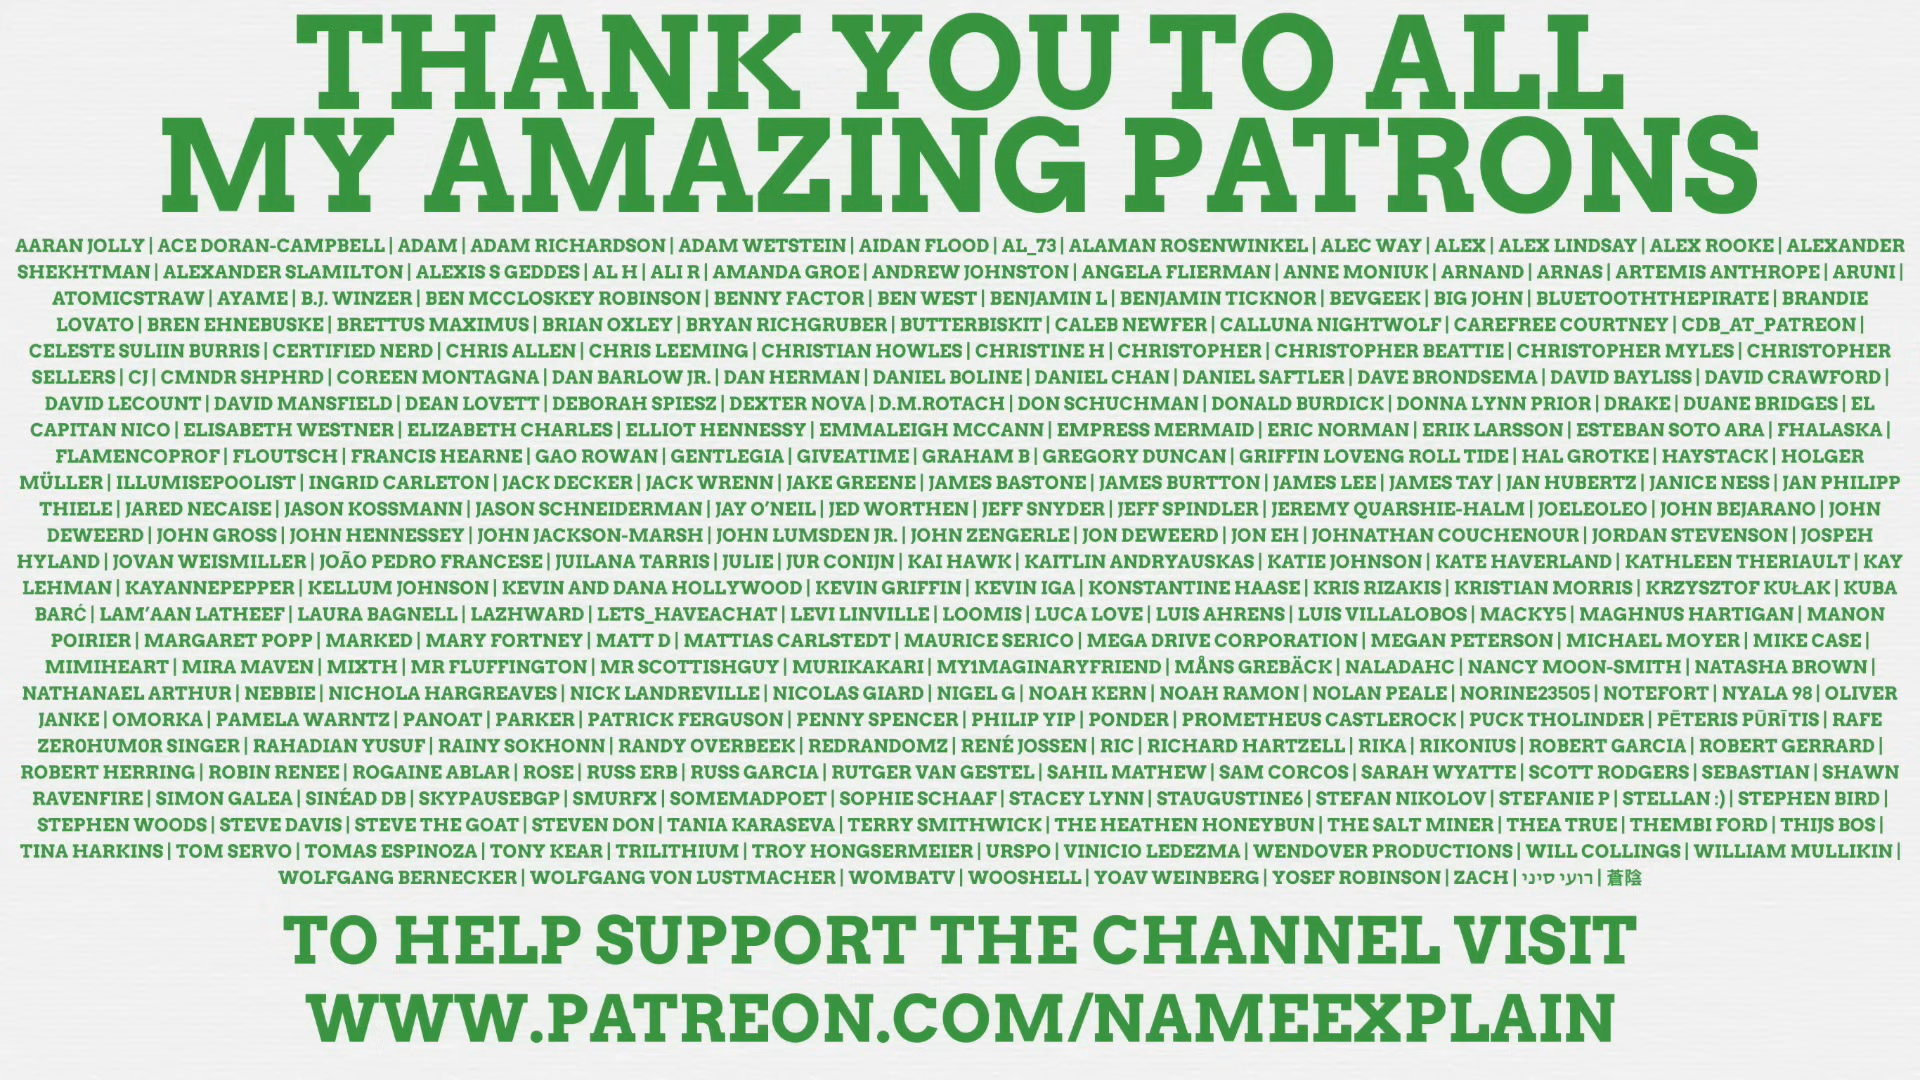 THANK YOU TO ALL
MY AMAZING PATRONS
AARAN JOLLY | ACE DORAN-CAMPBELL | ADAM | ADAM RICHARDSON | ADAM WETSTEIN | AIDAN FLOOD | AL_73 | ALAMAN ROSENWINKEL | ALEC WAY | ALEX | ALEX LINDSAY | ALEX ROOKE | ALEXANDER
SHEKHTMAN | ALEXANDER SLAMILTON | ALEXIS S GEDDES | AL H | ALI R | AMANDA GROE | ANDREW JOHNSTON | ANGELA FLIERMAN | ANNE MONIUK | ARNAND | ARNAS | ARTEMIS ANTHROPE | ARUNI |
ATOMICSTRAW | AYAME | B.J. WINZER | BEN MCCLOSKEY ROBINSON | BENNY FACTOR | BEN WEST | BENJAMIN L | BENJAMIN TICKNOR | BEVGEEK | BIG JOHN | BLUETOOTHTHEPIRATE | BRANDIE
LOVATO | BREN EHNEBUSKE | BRETTUS MAXIMUS | BRIAN OXLEY | BRYAN RICHGRUBER | BUTTERBISKIT | CALEB NEWFER | CALLUNA NIGHTWOLF | CAREFREE COURTNEY | CDB_AT_PATREON |
CELESTE SULIIN BURRIS | CERTIFIED NERD | CHRIS ALLEN | CHRIS LEEMING | CHRISTIAN HOWLES | CHRISTINE H | CHRISTOPHER | CHRISTOPHER BEATTIE | CHRISTOPHER MYLES | CHRISTOPHER
SELLERS | CJ | CMNDR SHPHRD | COREEN MONTAGNA | DAN BARLOW JR. | DAN HERMAN | DANIEL BOLINE | DANIEL CHAN | DANIEL SAFTLER | DAVE BRONDSEMA | DAVID BAYLISS | DAVID CRAWFORD |
DAVID LECOUNT | DAVID MANSFIELD | DEAN LOVETT | DEBORAH SPIESZ | DEXTER NOVA | D.M.ROTACH | DON SCHUCHMAN | DONALD BURDICK | DONNA LYNN PRIOR | DRAKE | DUANE BRIDGES | EL
CAPITAN NICO | ELISABETH WESTNER | ELIZABETH CHARLES | ELLIOT HENNESSY | EMMALEIGH MCCANN | EMPRESS MERMAID | ERIC NORMAN | ERIK LARSSON | ESTEBAN SOTO ARA | FHALASKA |
FLAMENCOPROF | FLOUTSCH | FRANCIS HEARNE | GAO ROWAN | GENTLEGIA | GIVEATIME | GRAHAM B | GREGORY DUNCAN | GRIFFIN LOVENG ROLL TIDE | HAL GROTKE | HAYSTACK | HOLGER
MÜLLER | ILLUMISEPOOLIST | INGRID CARLETON | JACK DECKER | JACK WRENN | JAKE GREENE | JAMES BASTONE | JAMES BURTTON | JAMES LEE | JAMES TAY | JAN HUBERTZ | JANICE NESS | JAN PHILIPP
THIELE | JARED NECAISE | JASON KOSSMANN | JASON SCHNEIDERMAN | JAY O’NEIL | JED WORTHEN | JEFF SNYDER | JEFF SPINDLER | JEREMY QUARSHIE-HALM | JOELEOLEO | JOHN BEJARANO | JOHN
DEWEERD | JOHN GROSS | JOHN HENNESSEY | JOHN JACKSON-MARSH | JOHN LUMSDEN JR. | JOHN ZENGERLE | JON DEWEERD | JON EH | JOHNATHAN COUCHENOUR | JORDAN STEVENSON | JOSPEH
HYLAND | JOVAN WEISMILLER | JOÃO PEDRO FRANCESE | JUILANA TARRIS | JULIE | JUR CONIJN | KAI HAWK | KAITLIN ANDRYAUSKAS | KATIE JOHNSON | KATE HAVERLAND | KATHLEEN THERIAULT | KAY
LEHMAN | KAYANNEPEPPER | KELLUM JOHNSON | KEVIN AND DANA HOLLYWOOD | KEVIN GRIFFIN | KEVIN IGA | KONSTANTINE HAASE | KRIS RIZAKIS | KRISTIAN MORRIS | KRZYSZTOF KUŁAK | KUBA
BARĆ | LAM’AAN LATHEEF | LAURA BAGNELL | LAZHWARD | LETS_HAVEACHAT | LEVI LINVILLE | LOOMIS | LUCA LOVE | LUIS AHRENS | LUIS VILLALOBOS | MACKY5 | MAGHNUS HARTIGAN | MANON
POIRIER | MARGARET POPP | MARKED | MARY FORTNEY | MATT D | MATTIAS CARLSTEDT | MAURICE SERICO | MEGA DRIVE CORPORATION | MEGAN PETERSON | MICHAEL MOYER | MIKE CASE |
MIMIHEART | MIRA MAVEN | MIXTH | MR FLUFFINGTON | MR SCOTTISHGUY | MURIKAKARI | MY1MAGINARYFRIEND | MÅNS GREBÄCK | NALADAHC | NANCY MOON-SMITH | NATASHA BROWN |
NATHANAEL ARTHUR | NEBBIE | NICHOLA HARGREAVES | NICK LANDREVILLE | NICOLAS GIARD | NIGEL G | NOAH KERN | NOAH RAMON | NOLAN PEALE | NORINE23505 | NOTEFORT | NYALA 98 | OLIVER
JANKE | OMORKA | PAMELA WARNTZ | PANOAT | PARKER | PATRICK FERGUSON | PENNY SPENCER | PHILIP YIP | PONDER | PROMETHEUS CASTLEROCK | PUCK THOLINDER | PĒTERIS PŪRĪTIS | RAFE
ZER0HUM0R SINGER | RAHADIAN YUSUF | RAINY SOKHONN | RANDY OVERBEEK | REDRANDOMZ | RENÉ JOSSEN | RIC | RICHARD HARTZELL | RIKA | RIKONIUS | ROBERT GARCIA | ROBERT GERRARD |
ROBERT HERRING | ROBIN RENEE | ROGAINE ABLAR | ROSE | RUSS ERB | RUSS GARCIA | RUTGER VAN GESTEL | SAHIL MATHEW | SAM CORCOS | SARAH WYATTE | SCOTT RODGERS | SEBASTIAN | SHAWN
RAVENFIRE | SIMON GALEA | SINÉAD DB | SKYPAUSEBGP | SMURFX | SOMEMADPOET | SOPHIE SCHAAF | STACEY LYNN | STAUGUSTINE6 | STEFAN NIKOLOV | STEFANIE P | STELLAN :) | STEPHEN BIRD |
STEPHEN WOODS | STEVE DAVIS | STEVE THE GOAT | STEVEN DON | TANIA KARASEVA | TERRY SMITHWICK | THE HEATHEN HONEYBUN | THE SALT MINER | THEA TRUE | THEMBI FORD | THIJS BOS |
TINA HARKINS | TOM SERVO | TOMAS ESPINOZA | TONY KEAR | TRILITHIUM | TROY HONGSERMEIER | URSPO | VINICIO LEDEZMA | WENDOVER PRODUCTIONS | WILL COLLINGS | WILLIAM MULLIKIN |
WOLFGANG BERNECKER | WOLFGANG VON LUSTMACHER | WOMBATV | WOOSHELL | YOAV WEINBERG | YOSEF ROBINSON | ZACH | רועי סיני | 蒼陰
TO HELP SUPPORT THE CHANNEL VISIT
WWW.PATREON.COM/NAMEEXPLAIN